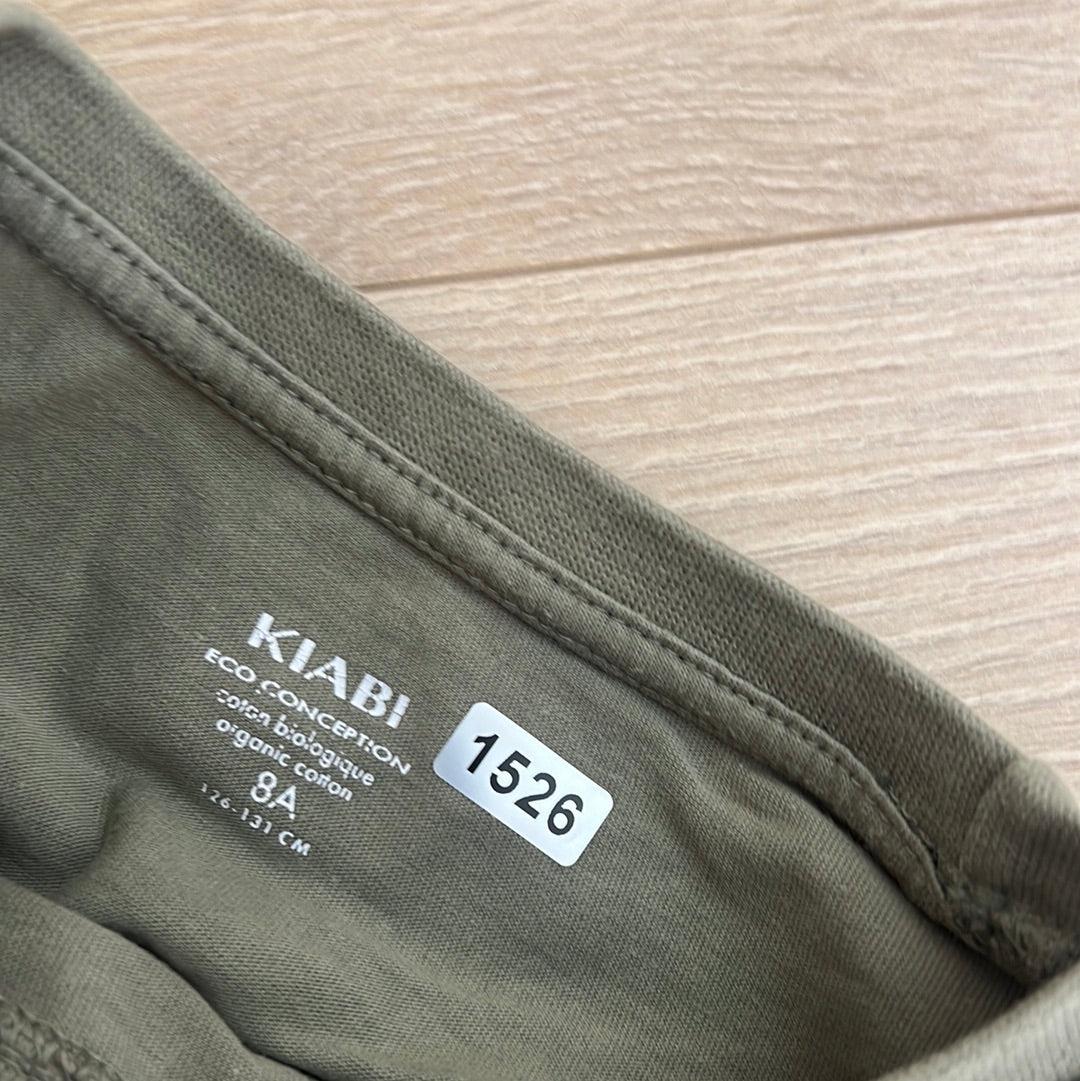 KIABI
ECO.CONCEPTION
coton biologique
organic cotton
8A
126-131 CM
1526